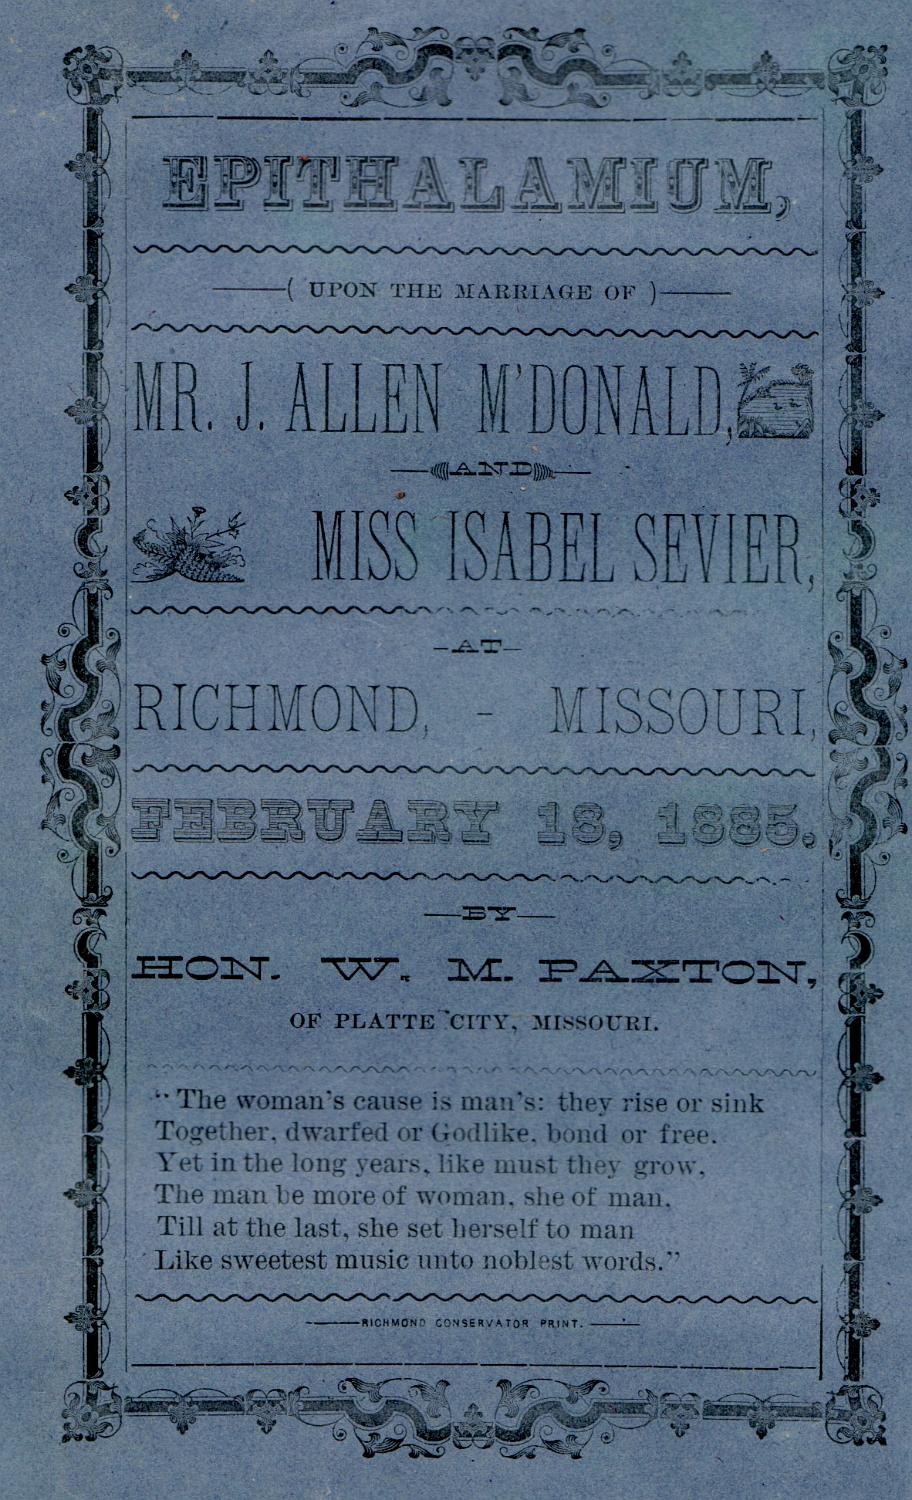 EPITHALAMIUM,
( UPON THE MARRIAGE OF )
MR. J. ALLEN M'DONALD,
AND
MISS ISABEL SEVIER,
AT
RICHMOND, - MISSOURI,
FEBRUARY 18, 1885.
BY
HON. W. M. PAXTON,
OF PLATTE CITY, MISSOURI.
"The woman's cause is man's: they rise or sink
Together, dwarfed or Godlike, bond or free.
Yet in the long years, like must they grow,
The man be more of woman, she of man,
Till at the last, she set herself to man
Like sweetest music unto noblest words."
RICHMOND CONSERVATOR PRINT.